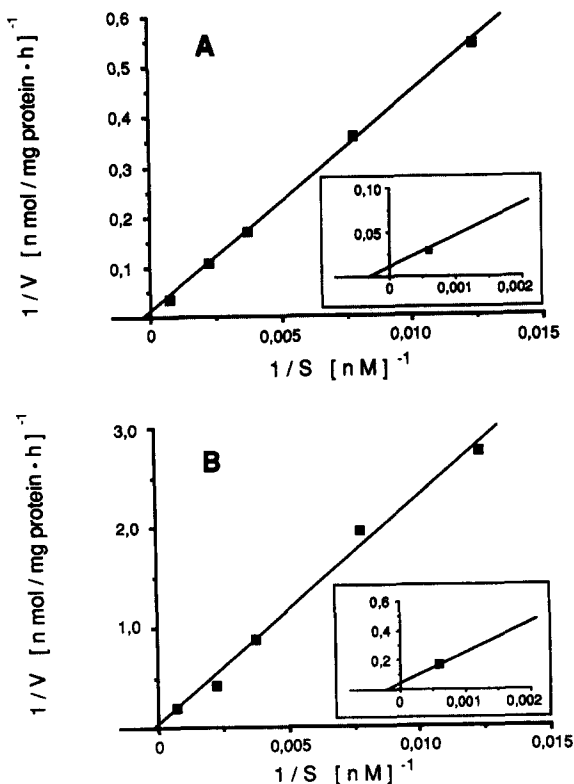 A
1 / V [ n mol / mg protein • h ] -1
0,6
0,5
0,4
0,3
0,2
0,1
0,10
0,05
0 0,001 0,002
0 0,005 0,010 0,015
1 / S [ n M ] -1
B
1 / V [ n mol / mg protein • h ] -1
3,0
2,0
1,0
0,6
0,4
0,2
0 0,001 0,002
0 0,005 0,010 0,015
1 / S [ n M ] -1